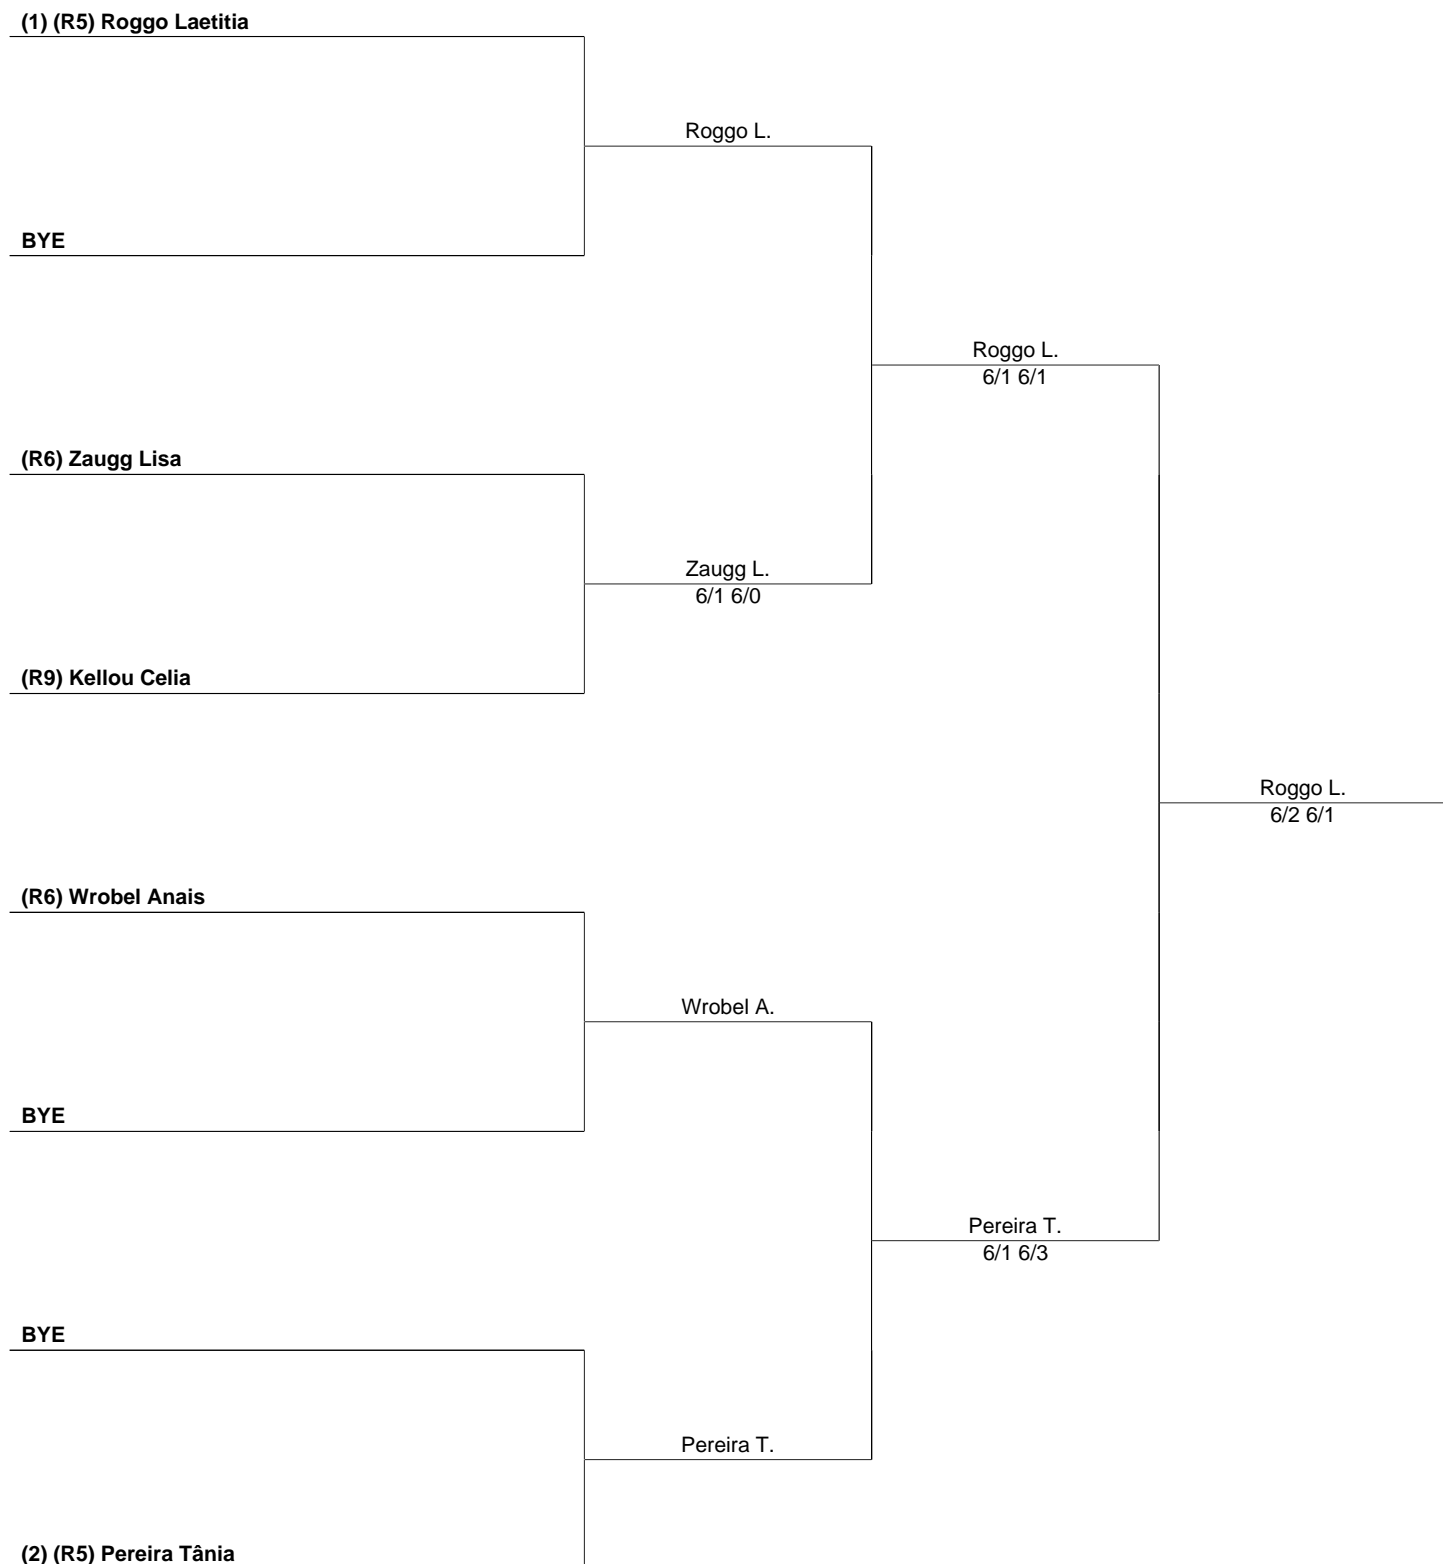 (1) (R5) Roggo Laetitia
Roggo L.
BYE
Roggo L.
6/1 6/1
(R6) Zaugg Lisa
Zaugg L.
6/1 6/0
(R9) Kellou Celia
Roggo L.
6/2 6/1
(R6) Wrobel Anais
Wrobel A.
BYE
Pereira T.
6/1 6/3
BYE
Pereira T.
(2) (R5) Pereira Tânia